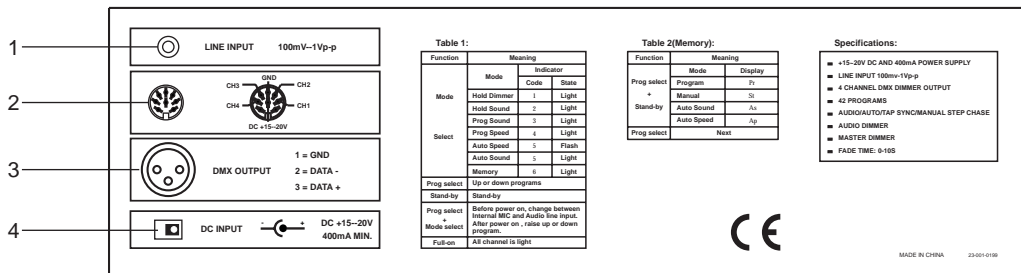 1
LINE INPUT 100mV--1Vp-p
2
GND
CH3 CH2
CH4 CH1
DC +15--20V
3
DMX OUTPUT
1 = GND
2 = DATA -
3 = DATA +
4
DC INPUT - + DC +15--20V
400mA MIN.
Table 1:
Function Meaning
Mode Select
Mode Indicator
Code State
Hold Dimmer 1 Light
Hold Sound 2 Light
Prog Sound 3 Light
Prog Speed 4 Light
Auto Speed 5 Flash
Auto Sound 5 Light
Memory 6 Light
Prog select Up or down programs
Stand-by Stand-by
Prog select
+
Mode select
Before power on, change between
Internal MIC and Audio line input.
After power on , raise up or down
program.
Full-on All channel is light
Table 2(Memory):
Function Meaning
Prog select
+
Stand-by
Mode Display
Program Pr
Manual St
Auto Sound As
Auto Speed Ap
Prog select Next
Specifications:
+15~20V DC AND 400mA POWER SUPPLY
LINE INPUT 100mv-1Vp-p
4 CHANNEL DMX DIMMER OUTPUT
42 PROGRAMS
AUDIO/AUTO/TAP SYNC/MANUAL STEP CHASE
AUDIO DIMMER
MASTER DIMMER
FADE TIME: 0-10S
CE
MADE IN CHINA 23-001-0199